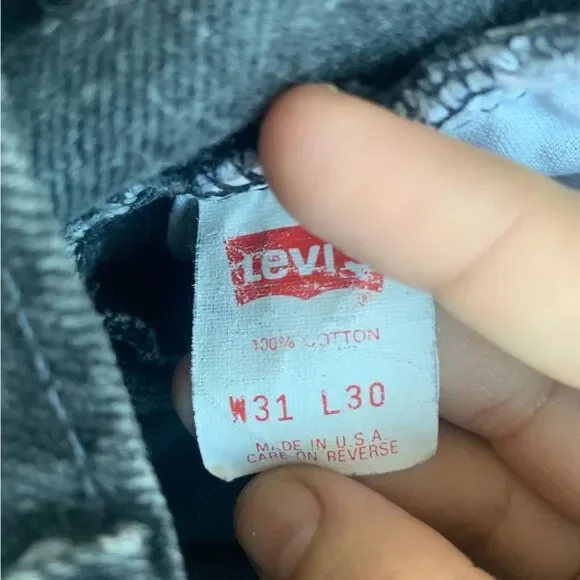 Levi's
®
100% COTTON
W31 L30
MADE IN U.S.A.
CARE ON REVERSE